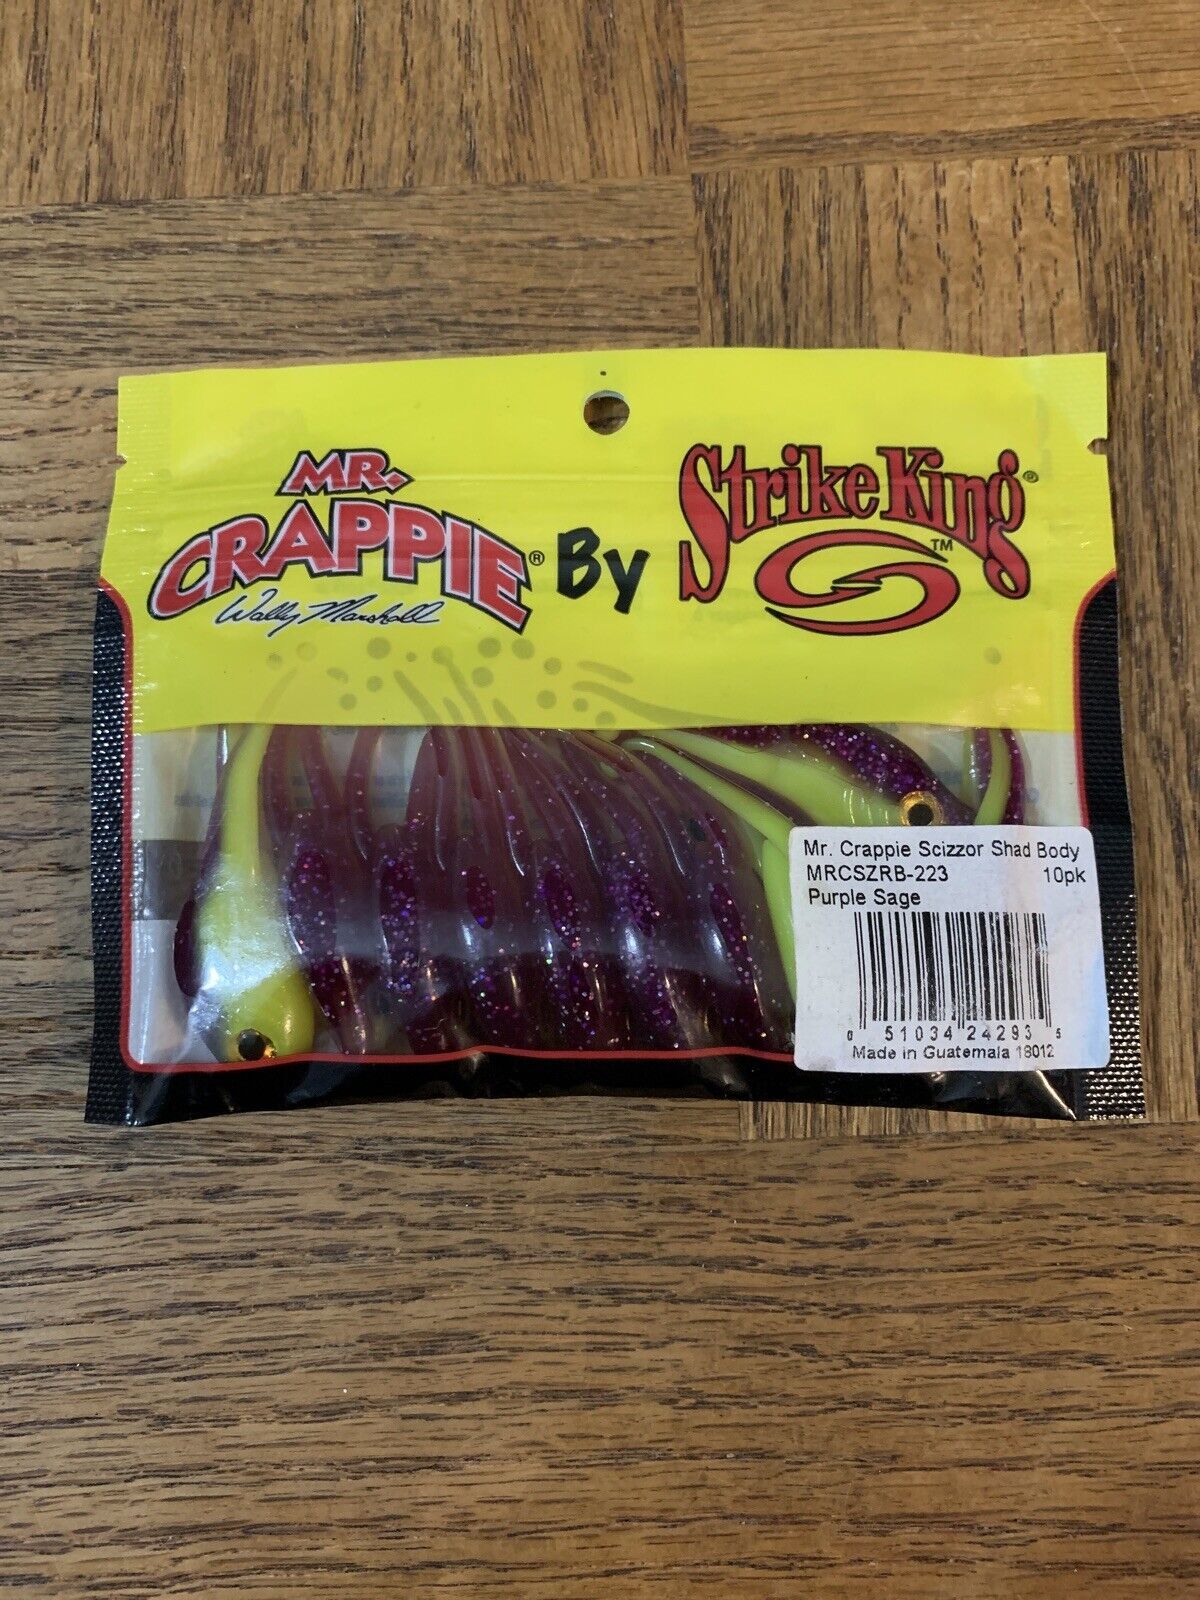 MR.
CRAPPIE®
Wally Marshall
By
Strike King®
™
Mr. Crappie Scizzor Shad Body
MRCSZRB-223 10pk
Purple Sage
0 51034 24293 5
Made in Guatemala 18012